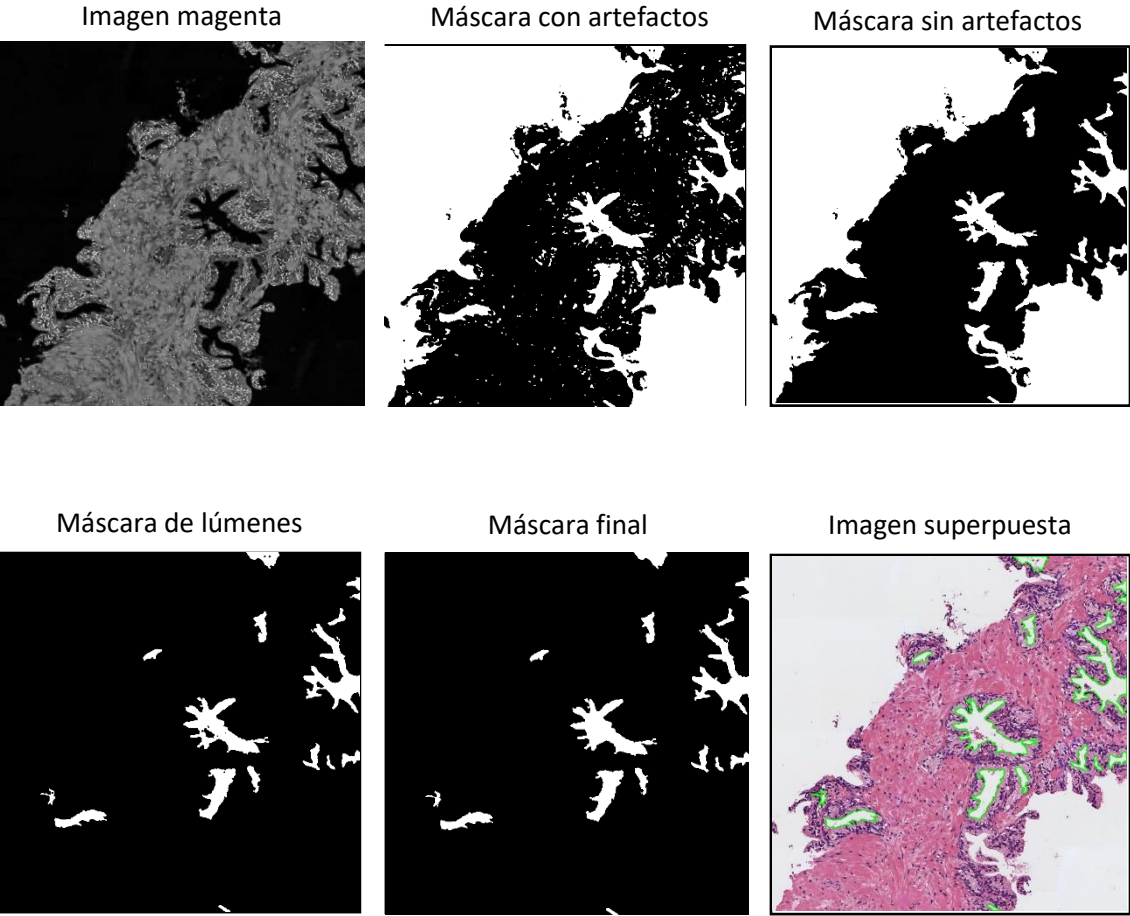 Imagen magenta
Máscara con artefactos
Máscara sin artefactos
Máscara de lúmenes
Máscara final
Imagen superpuesta